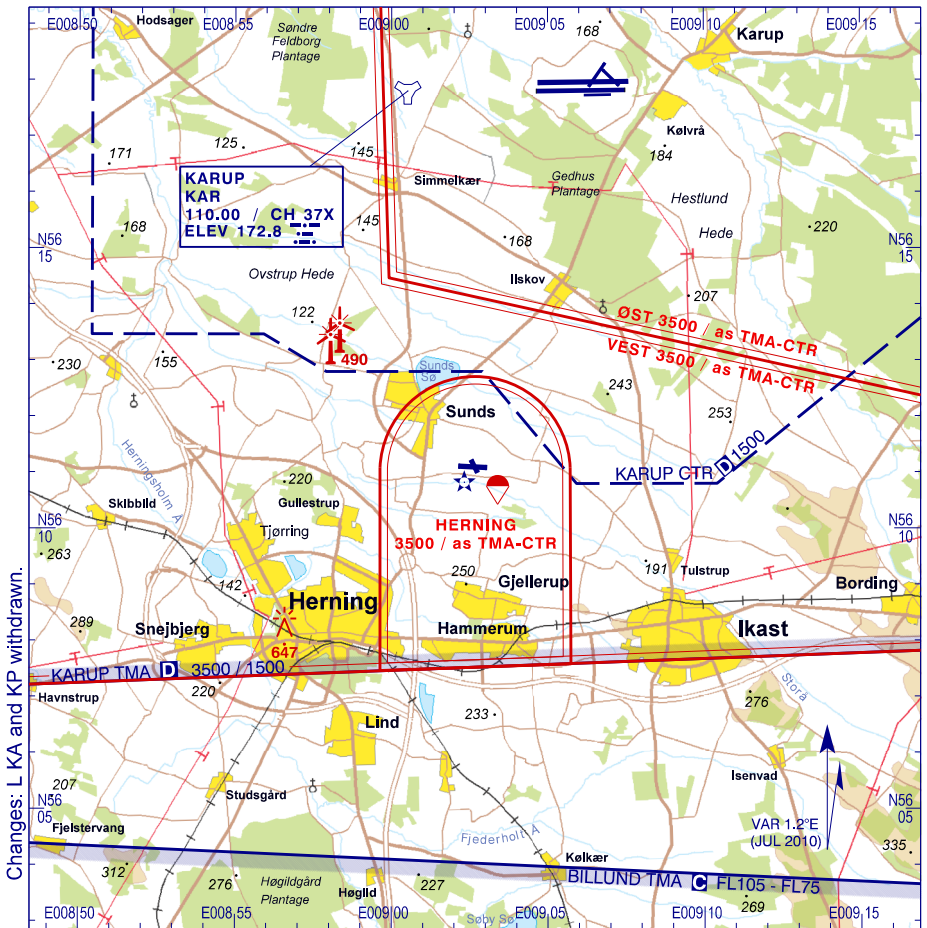 E008 50
E008 55
E009 00
E009 05
E009 10
E009 15
Hodsager
Søndre
Feldborg
Plantage
168
Karup
Kølvrå
171
125
145
184
KARUP
KAR
110.00 / CH 37X
ELEV 172.8
Simmelkær
Gedhus
Plantage
Hestlund
Hede
168
145
168
220
N56
15
N56
15
Ovstrup Hede
Ilskov
207
122
490
ØST 3500 / as TMA-CTR
VEST 3500 / as TMA-CTR
230
155
Sunds
Sø
243
Sunds
253
KARUP CTR D 1500
Herningsholm Å
220
Skibblld
Gullestrup
Tjørring
N56
10
N56
10
HERNING
3500 / as TMA-CTR
263
142
250
Gjellerup
191
Tulstrup
Bording
Herning
289
Snejbjerg
Hammerum
Ikast
647
KARUP TMA D 3500 / 1500
220
Havnstrup
Storå
276
233
Lind
Isenvad
207
Studsgård
N56
05
N56
05
Fjelstervang
Fjederholt Å
VAR 1.2°E
(JUL 2010)
335
312
276
Høgildgård
Plantage
Høglld
227
Kølkær
BILLUND TMA C FL105 - FL75
269
Søby Sø
E008 50
E008 55
E009 00
E009 05
E009 10
E009 15
Changes: L KA and KP withdrawn.